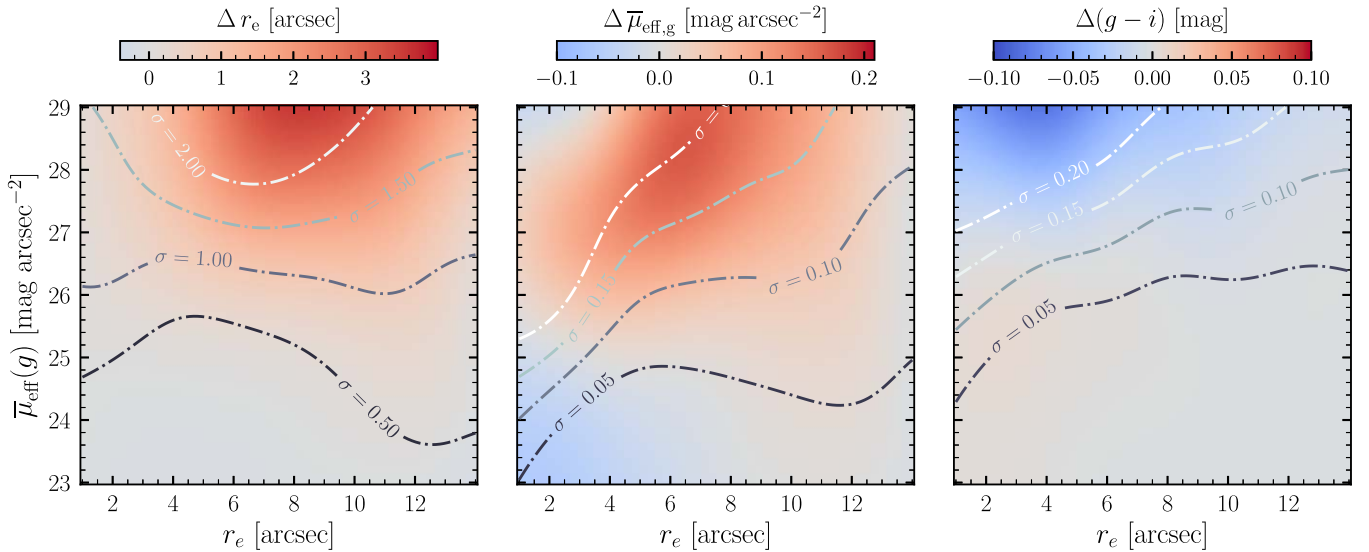 Δ r_e [arcsec]
0 1 2 3
Δ μ̅_eff,g [mag arcsec⁻²]
−0.1 0.0 0.1 0.2
Δ(g − i) [mag]
−0.10 −0.05 0.00 0.05 0.10
μ̅_eff(g) [mag arcsec⁻²]
29
28
27
26
25
24
23
σ = 2.00
σ = 1.50
σ = 1.00
σ = 0.50
2 4 6 8 10 12
r_e [arcsec]
σ =
σ = 0.15
σ = 0.10
σ = 0.05
2 4 6 8 10 12
r_e [arcsec]
σ = 0.20
σ = 0.15
σ = 0.10
σ = 0.05
2 4 6 8 10 12
r_e [arcsec]